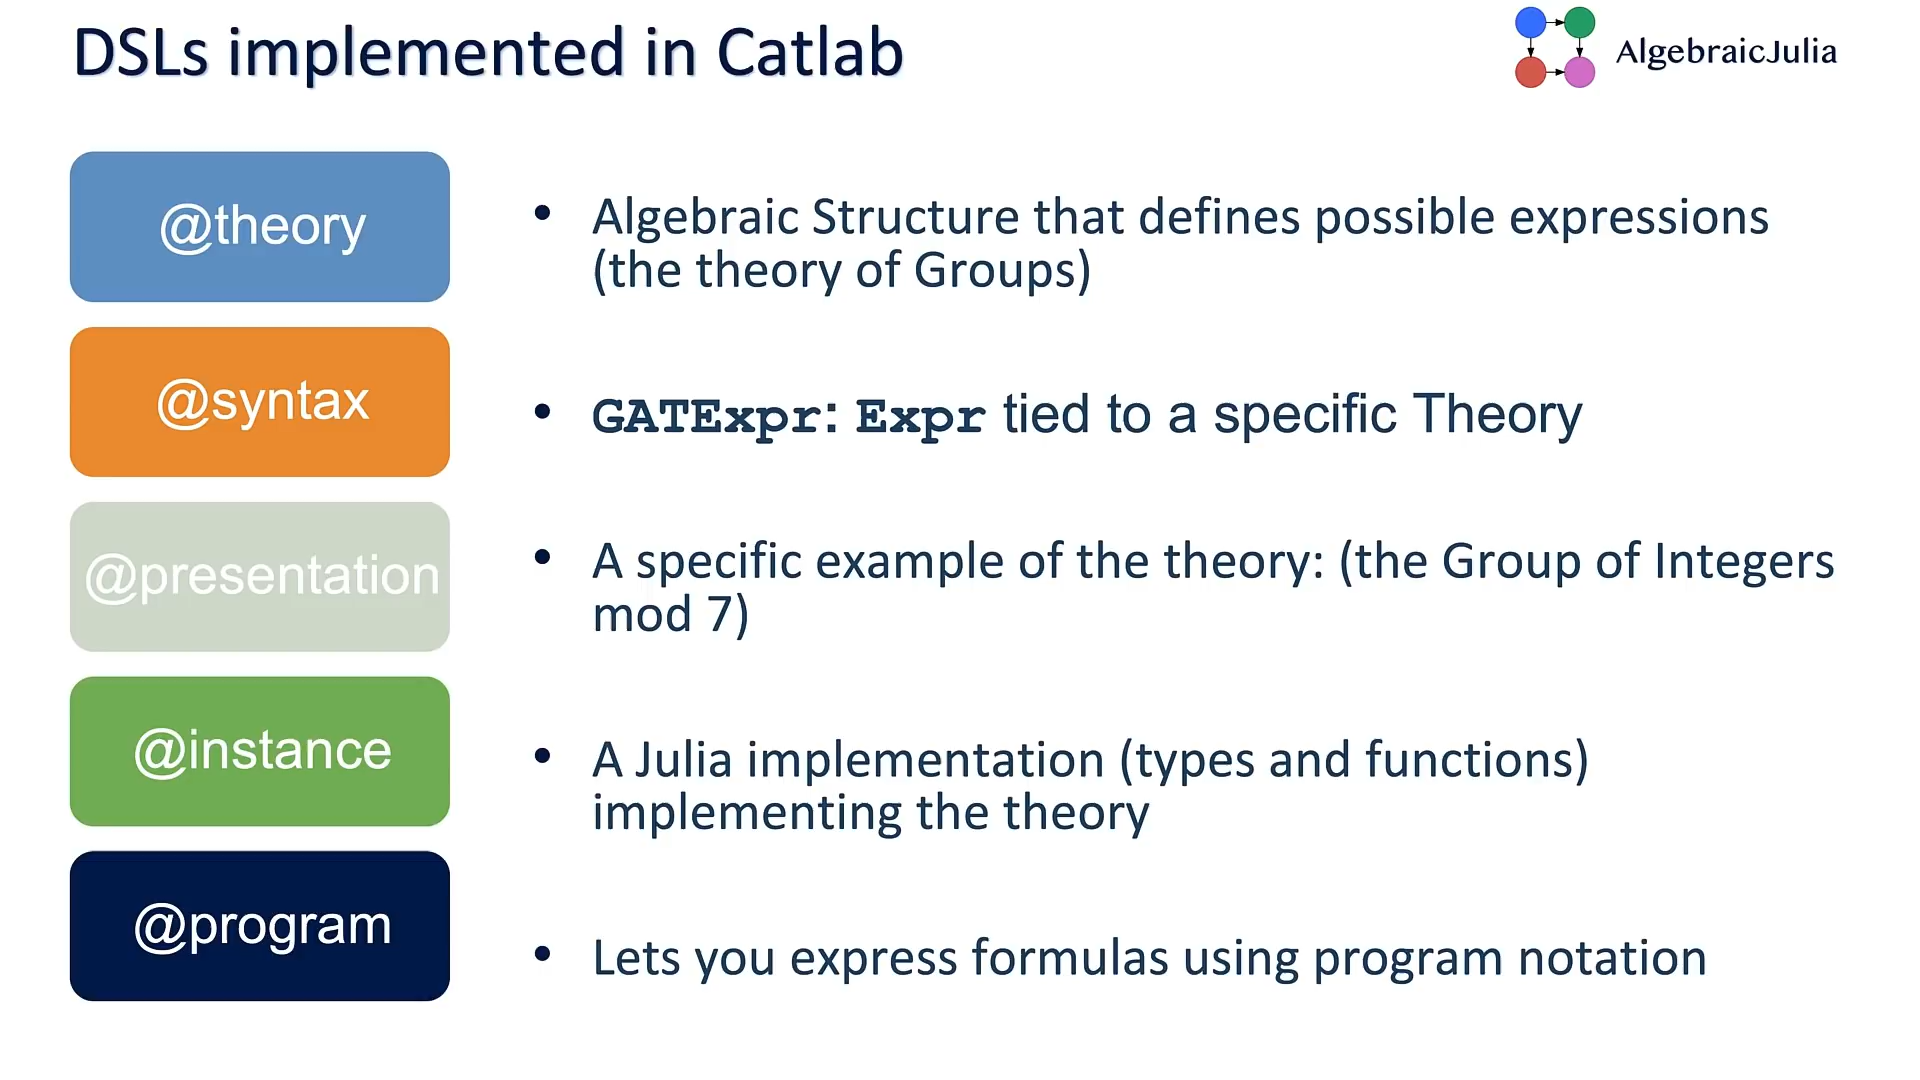 DSLs implemented in Catlab
AlgebraicJulia
@theory
• Algebraic Structure that defines possible expressions
(the theory of Groups)
@syntax
• GATExpr: Expr tied to a specific Theory
@presentation
• A specific example of the theory: (the Group of Integers
mod 7)
@instance
• A Julia implementation (types and functions)
implementing the theory
@program
• Lets you express formulas using program notation